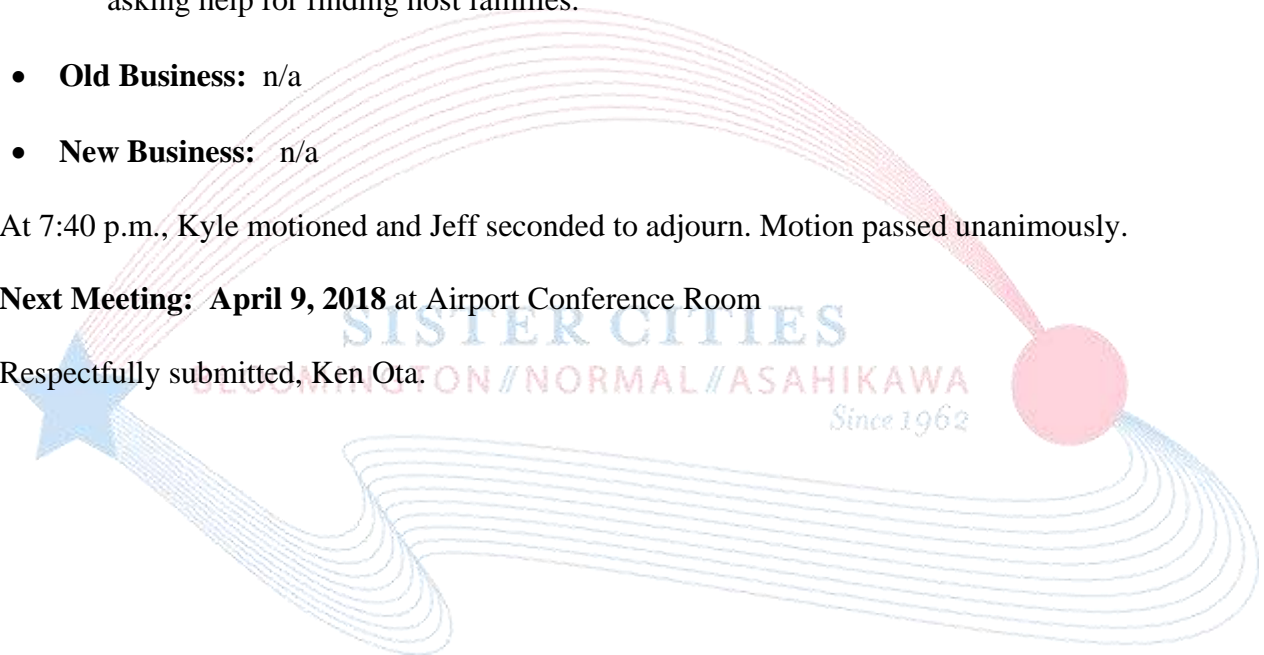 asking help for finding host families.
• Old Business: n/a
• New Business: n/a
At 7:40 p.m., Kyle motioned and Jeff seconded to adjourn. Motion passed unanimously.
Next Meeting: April 9, 2018 at Airport Conference Room
SISTER CITIES
Respectfully submitted, Ken Ota.
BLOOMINGTON//NORMAL//ASAHIKAWA
Since 1962